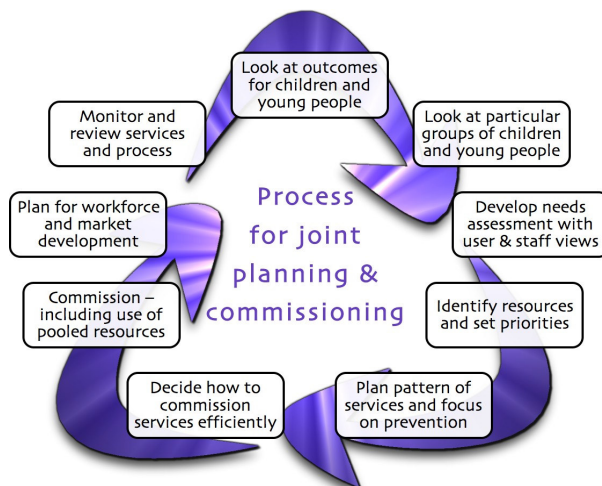 Look at outcomes
for children and
young people
Look at particular
groups of children
and young people
Develop needs
assessment with
user & staff views
Identify resources
and set priorities
Plan pattern of
services and focus
on prevention
Decide how to
commission
services efficiently
Commission –
including use of
pooled resources
Plan for workforce
and market
development
Monitor and
review services
and process
Process
for joint
planning &
commissioning